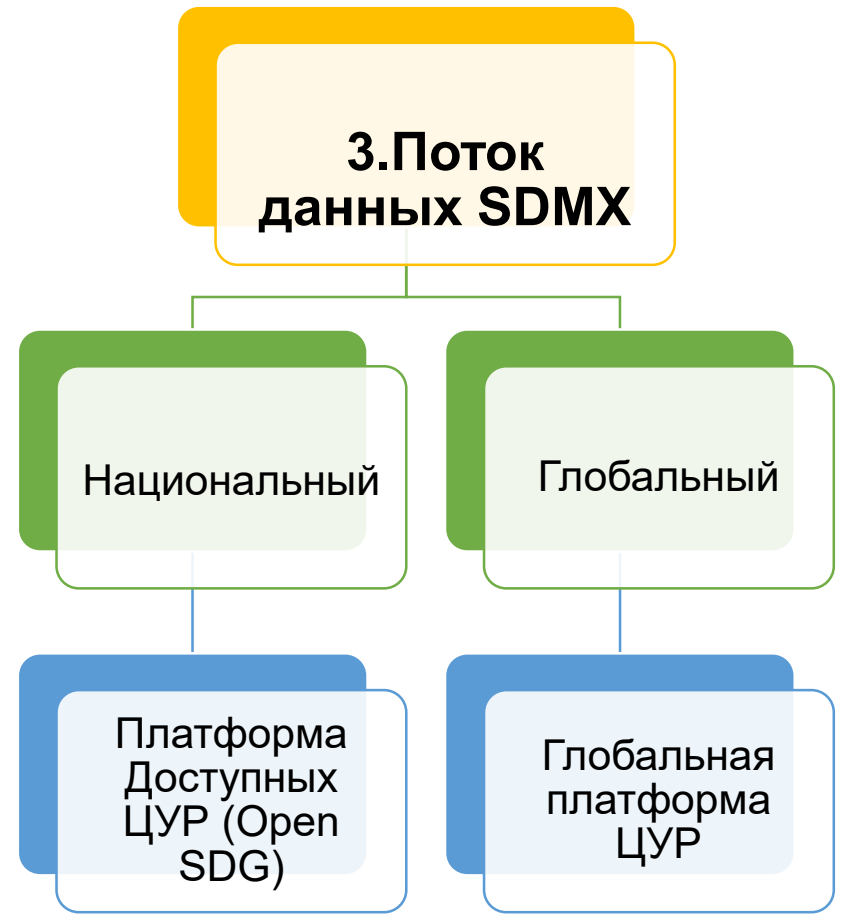 3.Поток
данных SDMX
Национальный
Глобальный
Платформа
Доступных
ЦУР (Open
SDG)
Глобальная
платформа
ЦУР